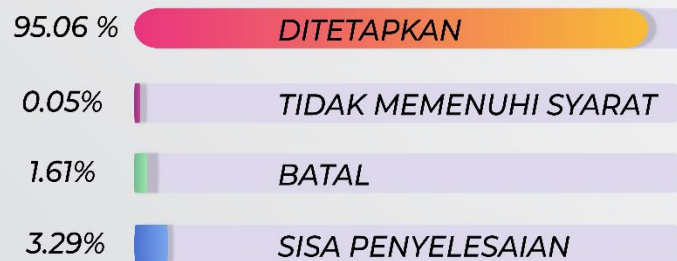 95.06 % DITETAPKAN
0.05% TIDAK MEMENUHI SYARAT
1.61% BATAL
3.29% SISA PENYELESAIAN